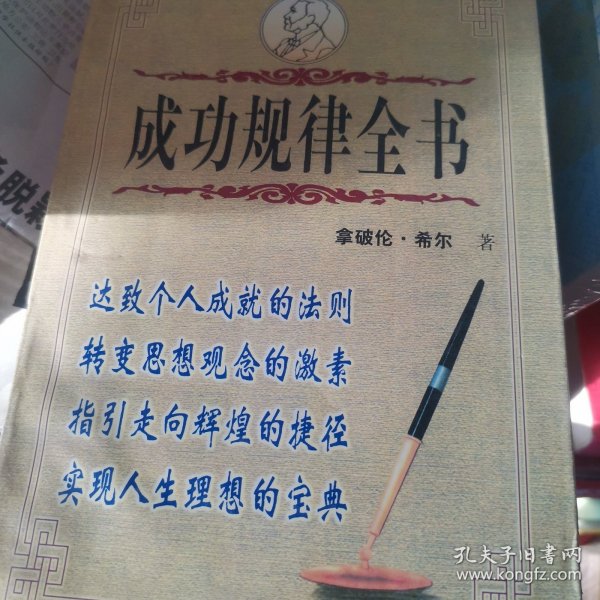 成功规律全书
拿破伦·希尔 著
达致个人成就的法则
转变思想观念的激素
指引走向辉煌的捷径
实现人生理想的宝典
脱
孔夫子旧书网
www.kongfz.com